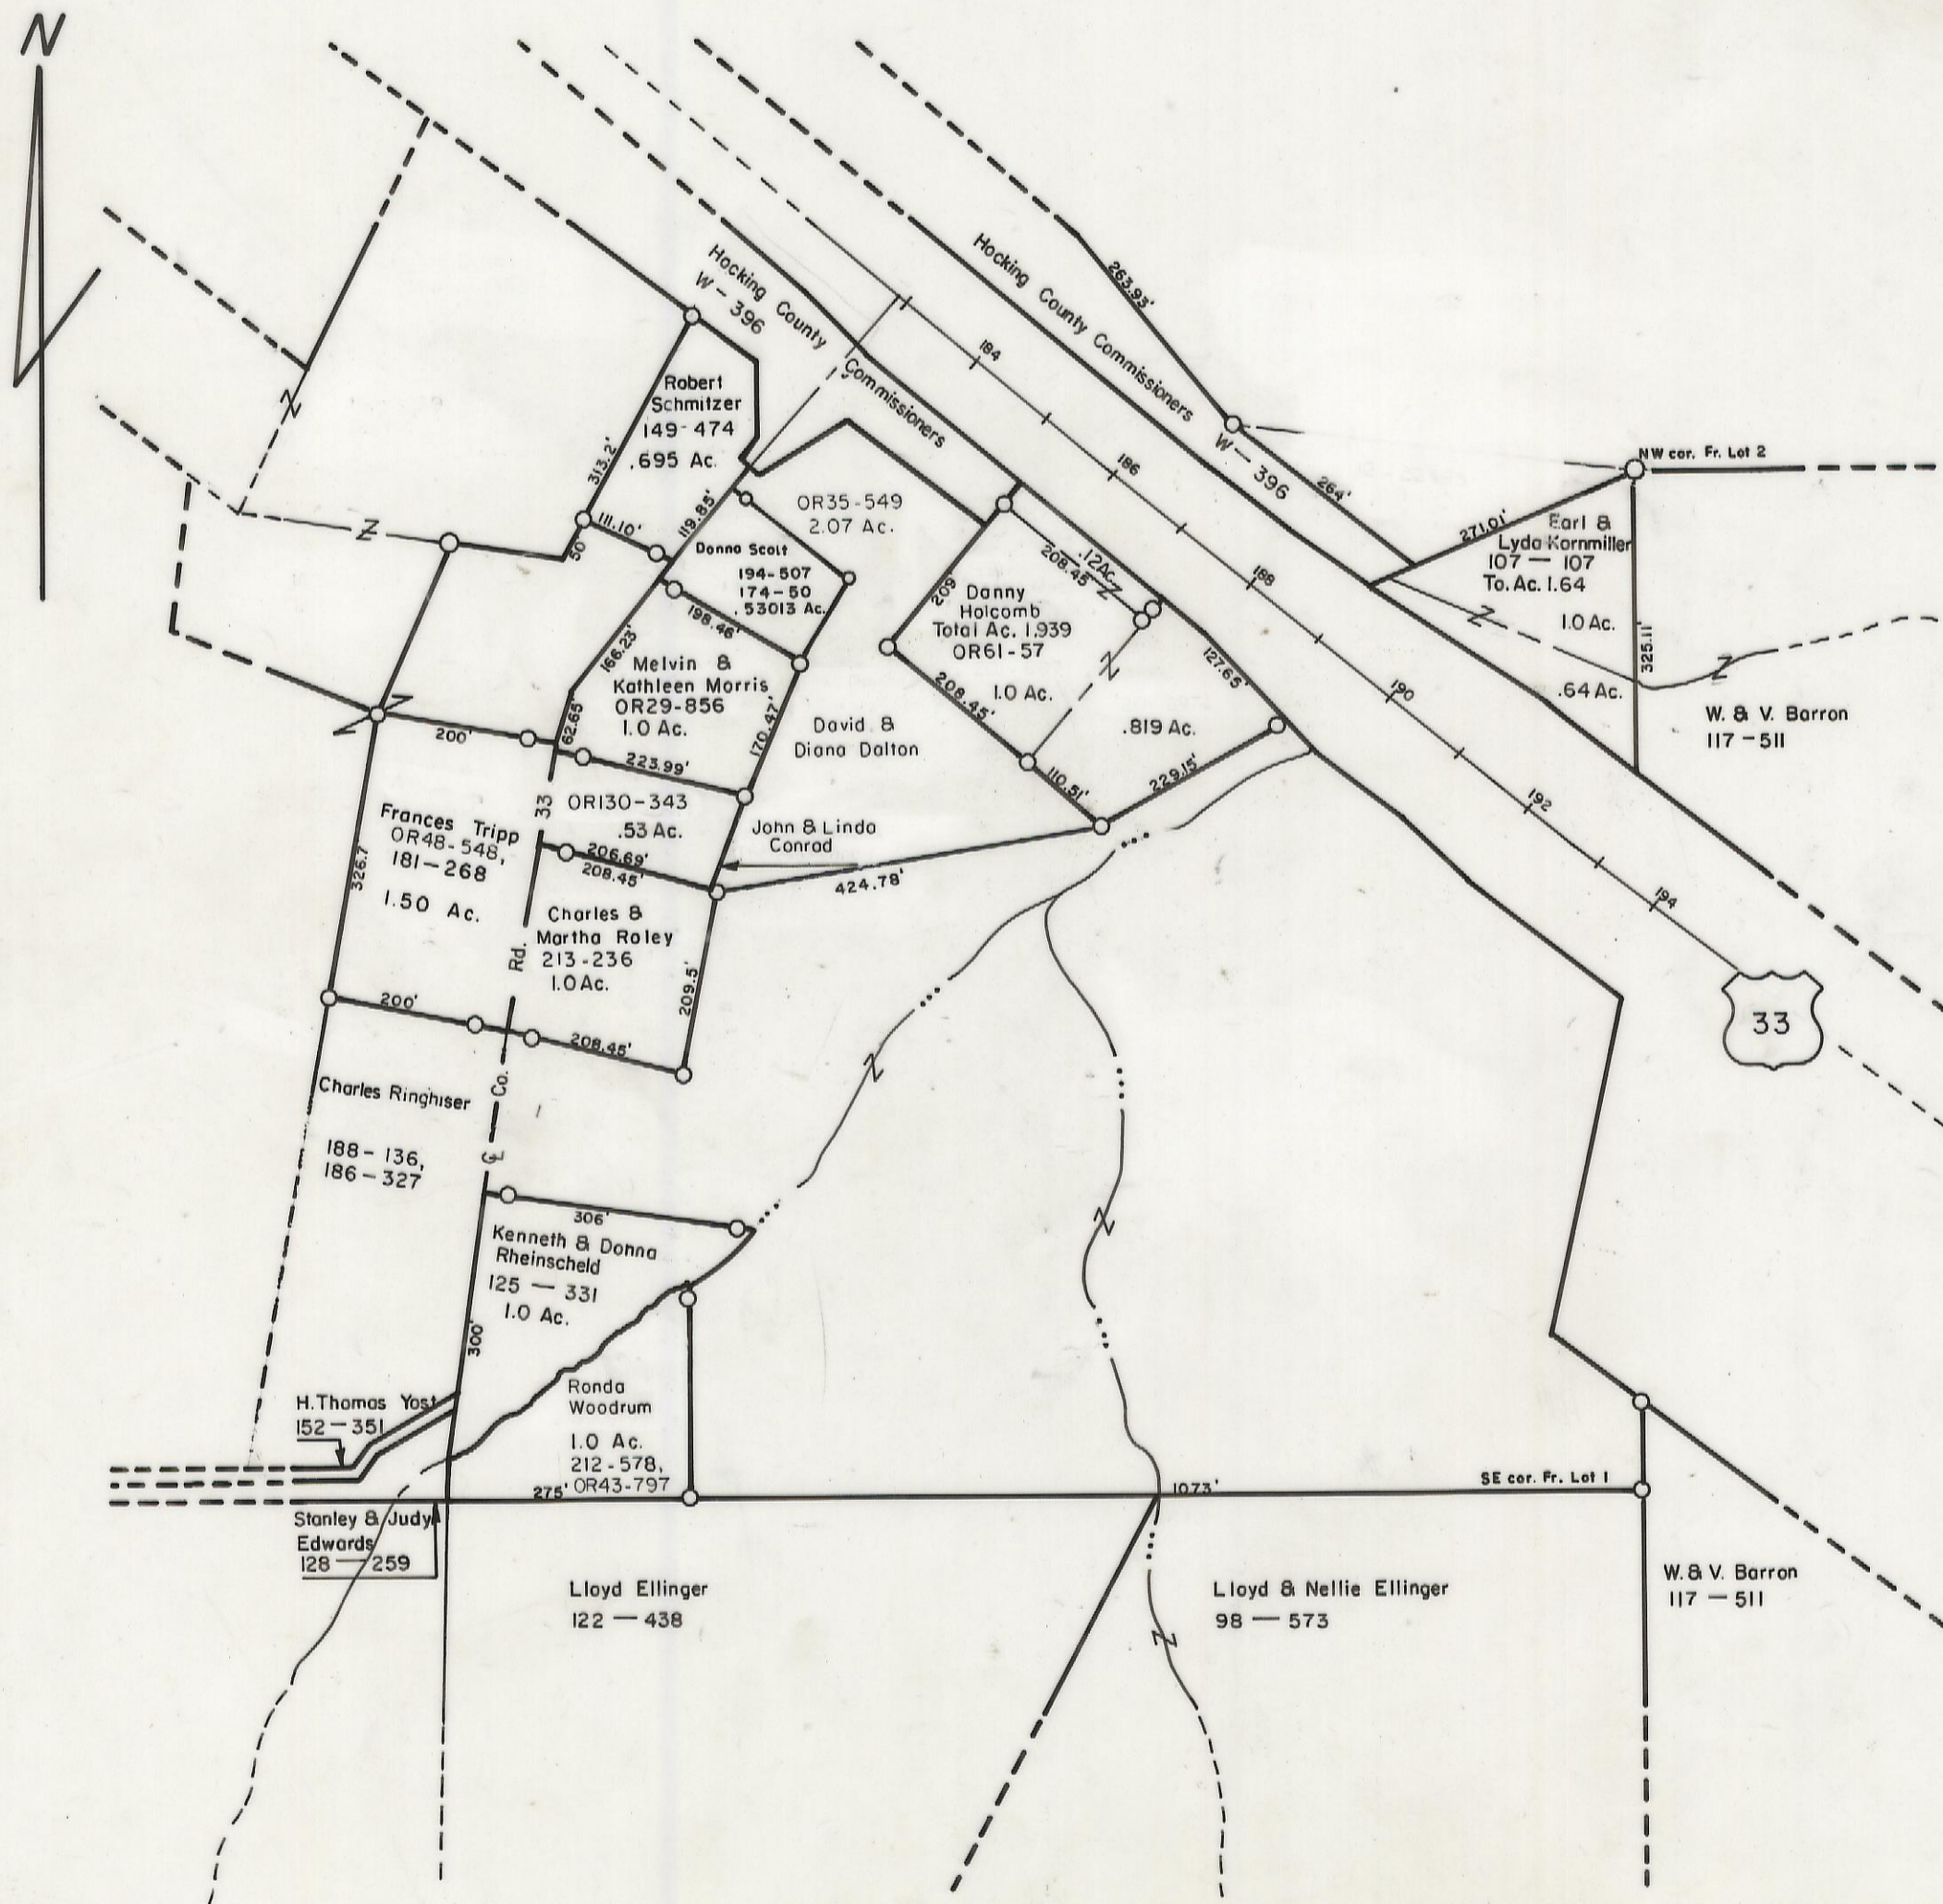 N
Hocking County Commissioners
W-396
263.93'
Hocking County Commissioners
W-396
264'
184
186
188
190
192
194
33
NW cor. Fr. Lot 2
271.01'
Earl &
Lyda Kornmiller
107 — 107
To. Ac. 1.64
1.0 Ac.
.64 Ac.
325.11'
W. & V. Barron
117-511
Z
Robert
Schmitzer
149-474
.695 Ac.
313.2'
50'
111.10'
119.85'
OR35-549
2.07 Ac.
Donna Scott
194-507
174-50
.53013 Ac.
198.46'
166.23'
62.65'
Melvin &
Kathleen Morris
OR29-856
1.0 Ac.
170.47'
223.99'
David &
Diana Dalton
209'
208.45'
.12 Ac.
Danny
Holcomb
Total Ac. 1.939
OR61-57
1.0 Ac.
208.45'
110.51'
.819 Ac.
127.65'
229.15'
Z
Z
Z
Z
Z
Z
Z
200'
33
OR130-343
.53 Ac.
206.69'
208.45'
John & Linda
Conrad
424.78'
Frances Tripp
OR48-548,
181-268
1.50 Ac.
326.7
Rd.
Charles &
Martha Roley
213-236
1.0 Ac.
209.5'
200'
208.45'
Co.
℄
Charles Ringhiser
188-136,
186-327
306'
Kenneth & Donna
Rheinscheld
125 — 331
1.0 Ac.
300'
Z
Z
H. Thomas Yost
152-351
Ronda
Woodrum
1.0 Ac.
212-578,
OR43-797
275'
1073'
SE cor. Fr. Lot 1
Stanley & Judy
Edwards
128 — 259
Lloyd Ellinger
122 — 438
Lloyd & Nellie Ellinger
98 — 573
Z
W. & V. Barron
117 — 511